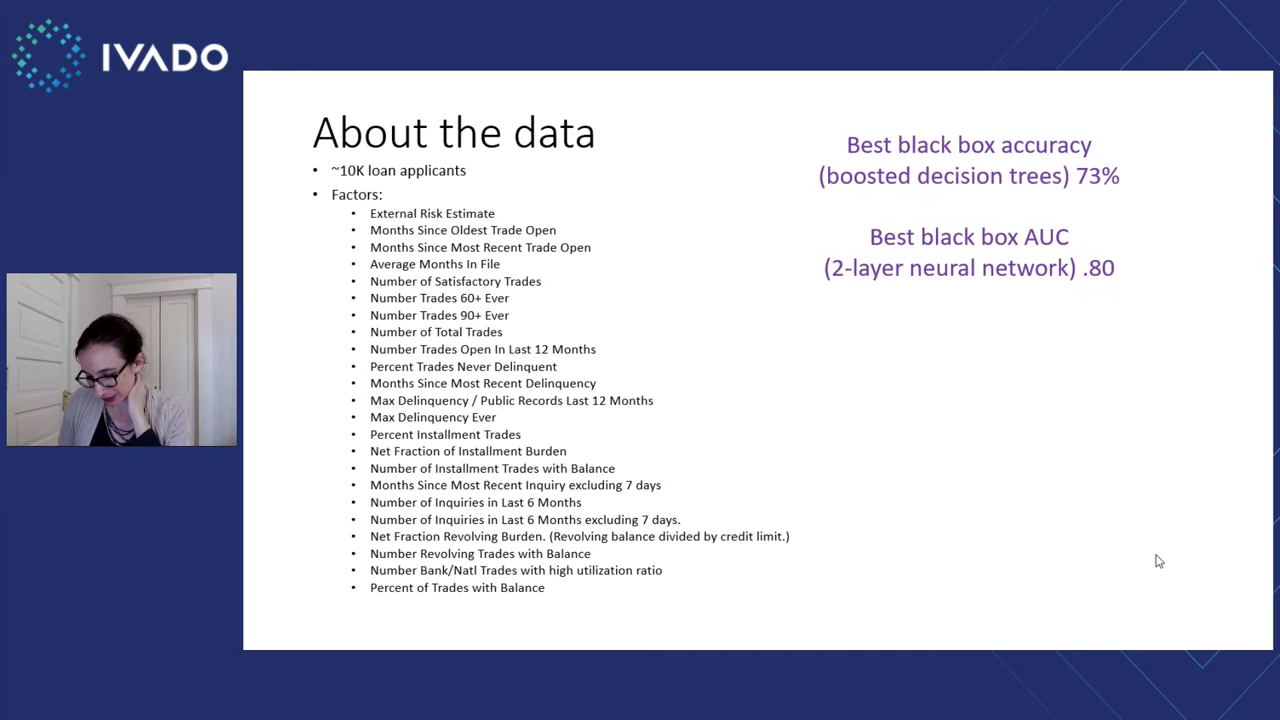 IVADO
About the data
• ~10K loan applicants
• Factors:
• External Risk Estimate
• Months Since Oldest Trade Open
• Months Since Most Recent Trade Open
• Average Months In File
• Number of Satisfactory Trades
• Number Trades 60+ Ever
• Number Trades 90+ Ever
• Number of Total Trades
• Number Trades Open In Last 12 Months
• Percent Trades Never Delinquent
• Months Since Most Recent Delinquency
• Max Delinquency / Public Records Last 12 Months
• Max Delinquency Ever
• Percent Installment Trades
• Net Fraction of Installment Burden
• Number of Installment Trades with Balance
• Months Since Most Recent Inquiry excluding 7 days
• Number of Inquiries in Last 6 Months
• Number of Inquiries in Last 6 Months excluding 7 days.
• Net Fraction Revolving Burden. (Revolving balance divided by credit limit.)
• Number Revolving Trades with Balance
• Number Bank/Natl Trades with high utilization ratio
• Percent of Trades with Balance
Best black box accuracy
(boosted decision trees) 73%
Best black box AUC
(2-layer neural network) .80